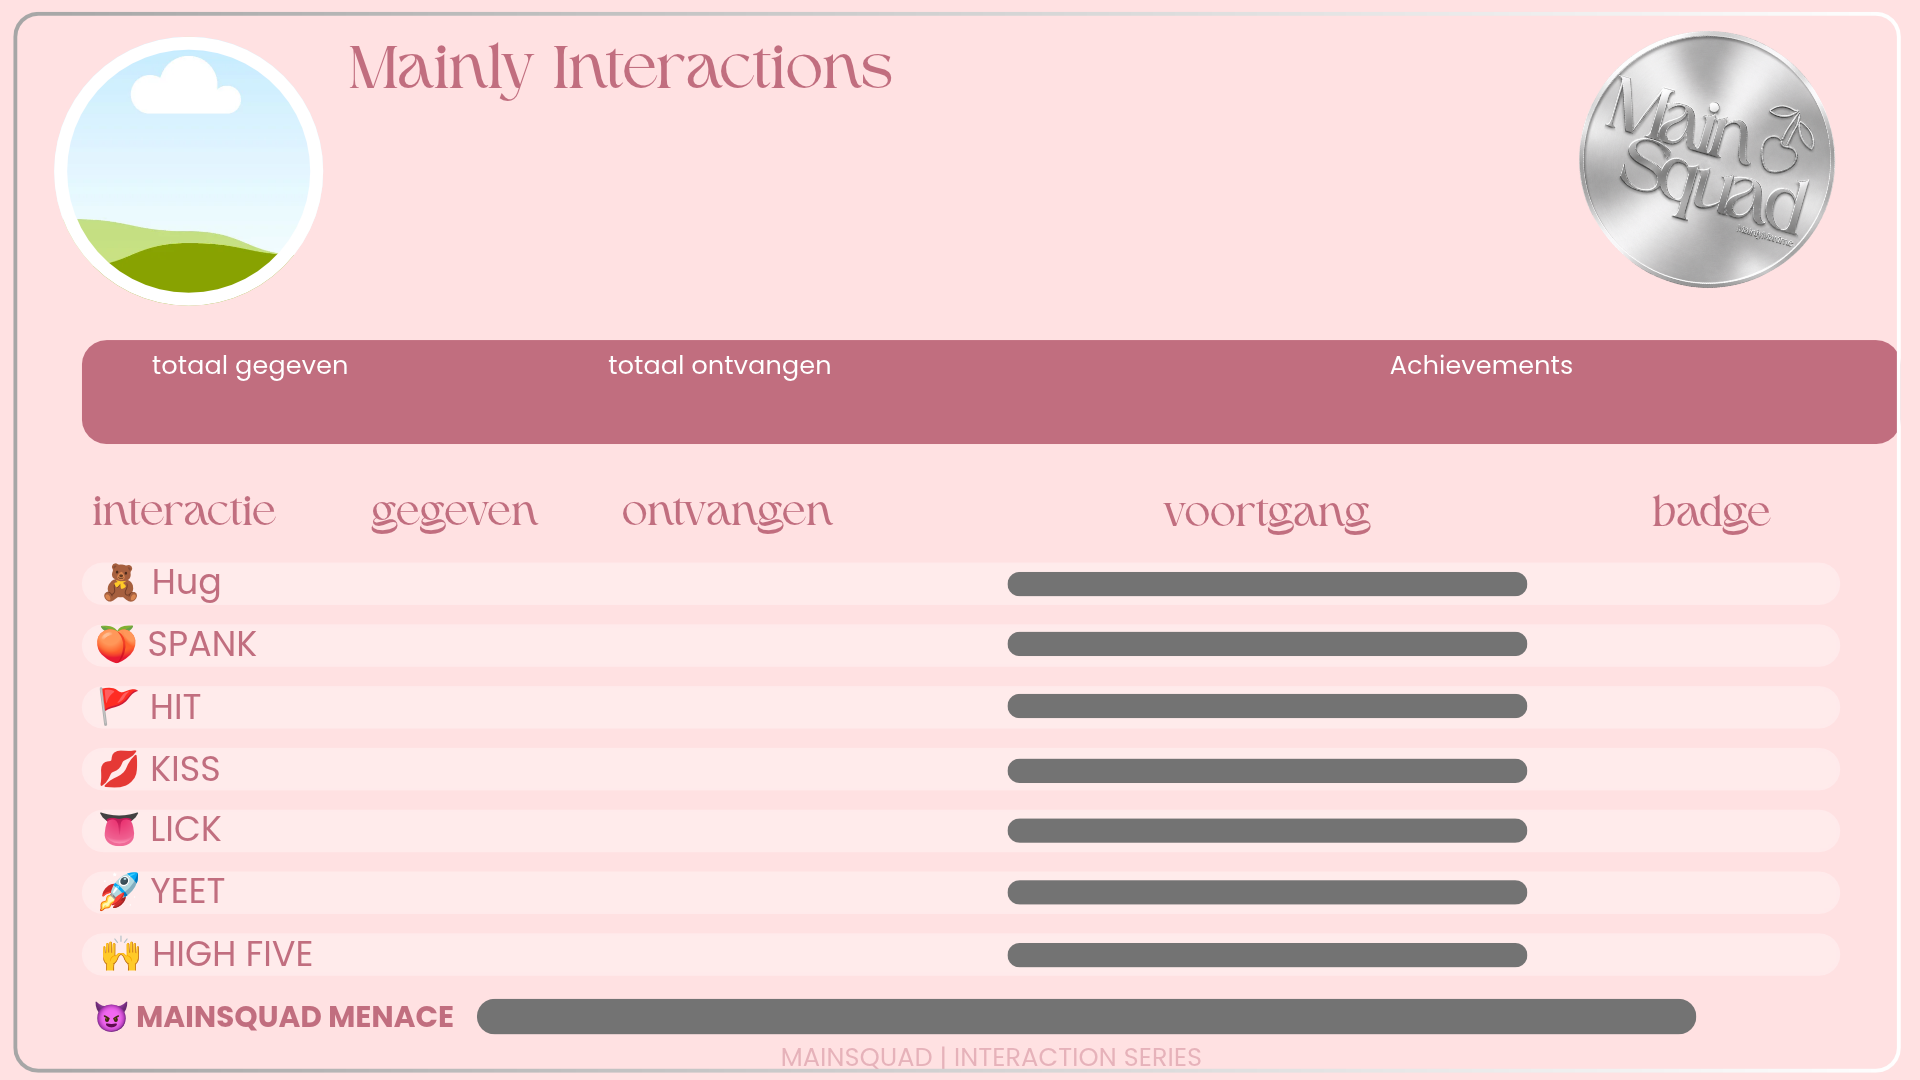 Mainly Interactions
Main
Squad
totaal gegeven
totaal ontvangen
Achievements
interactie
gegeven
ontvangen
voortgang
badge
Hug
SPANK
HIT
KISS
LICK
YEET
HIGH FIVE
MAINSQUAD MENACE
MAINSQUAD | INTERACTION SERIES